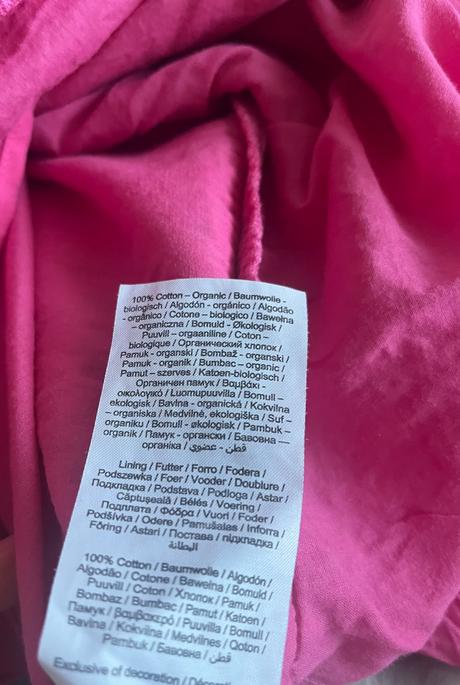 100% Cotton – Organic / Baumwolle -
biologisch / Algodón - orgánico / Algodão
- orgânico / Cotone – biologico / Bawełna
– organiczna / Bomuld - Økologisk /
Puuvill – orgaaniline / Coton –
biologique / Органический хлопок /
Pamuk - organski / Bombaž - organski /
Pamuk - organik / Bumbac – organic /
Pamut – szerves / Katoen-biologisch /
Органичен памук / Βαμβάκι -
οικολογικό / Luomupuuvilla / Bomull –
ekologisk / Bavlna - organická / Kokvilna
– organiska / Medvilnė, ekologiška / Suf –
organiku / Bomull - økologisk / Pambuk –
organik / Памук - органски / Бавовна —
органіка / قطن - عضوي
Lining / Futter / Forro / Fodera /
Podszewka / Foer / Vooder / Doublure /
Подкладка / Podstava / Podloga / Astar /
Căptușeală / Bélés / Voering /
Подплата / Φόδρα / Vuori / Foder /
Podšívka / Odere / Pamušalas / Inforra /
Fôring / Astari / Постава / підкладка /
البطانة
100% Cotton / Baumwolle / Algodón /
Algodão / Cotone / Bawełna / Bomuld /
Puuvill / Coton / Хлопок / Pamuk /
Bombaz / Bumbac / Pamut / Katoen /
Памук / Βαμβακερό / Puuvilla / Bomull /
Bavlna / Kokvilna / Medvilnes / Qoton /
Pambuk / Бавовна / قطن
Exclusive of decoration /